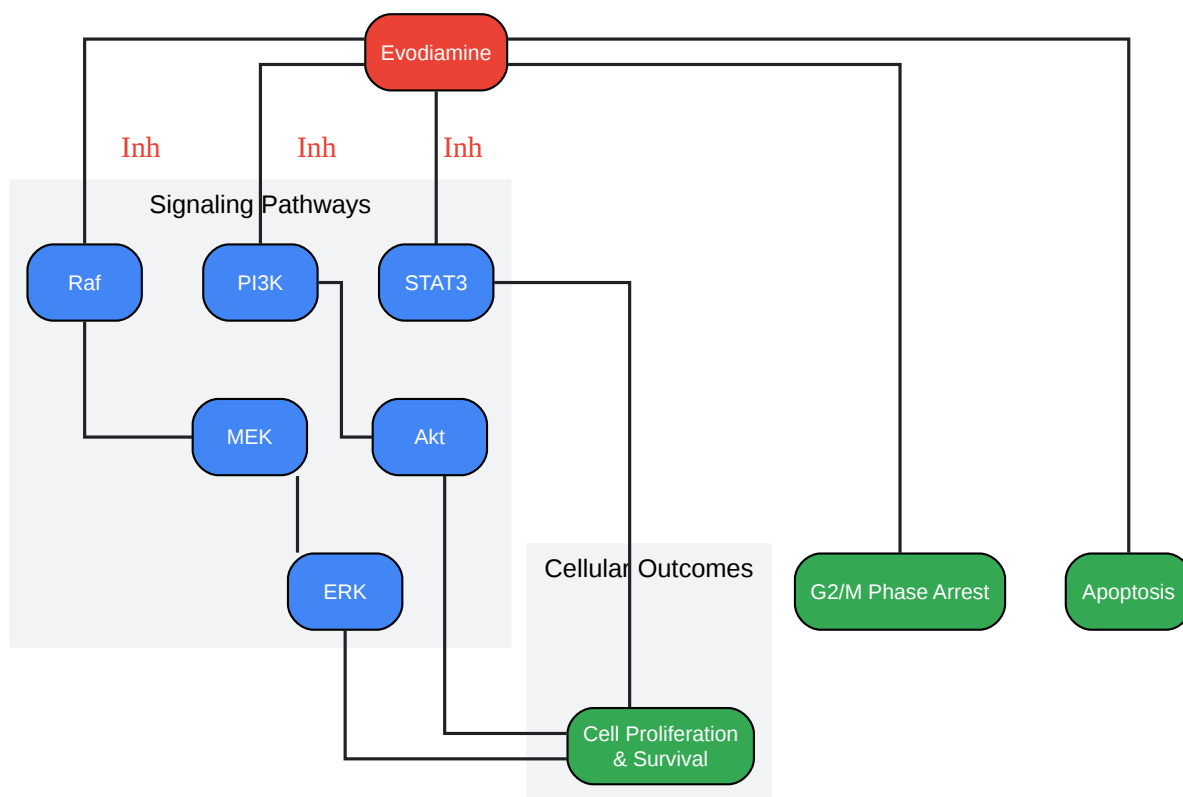 Evodiamine
Inh
Inh
Inh
Signaling Pathways
Raf
PI3K
STAT3
MEK
Akt
Cellular Outcomes
ERK
G2/M Phase Arrest
Apoptosis
Cell Proliferation
& Survival